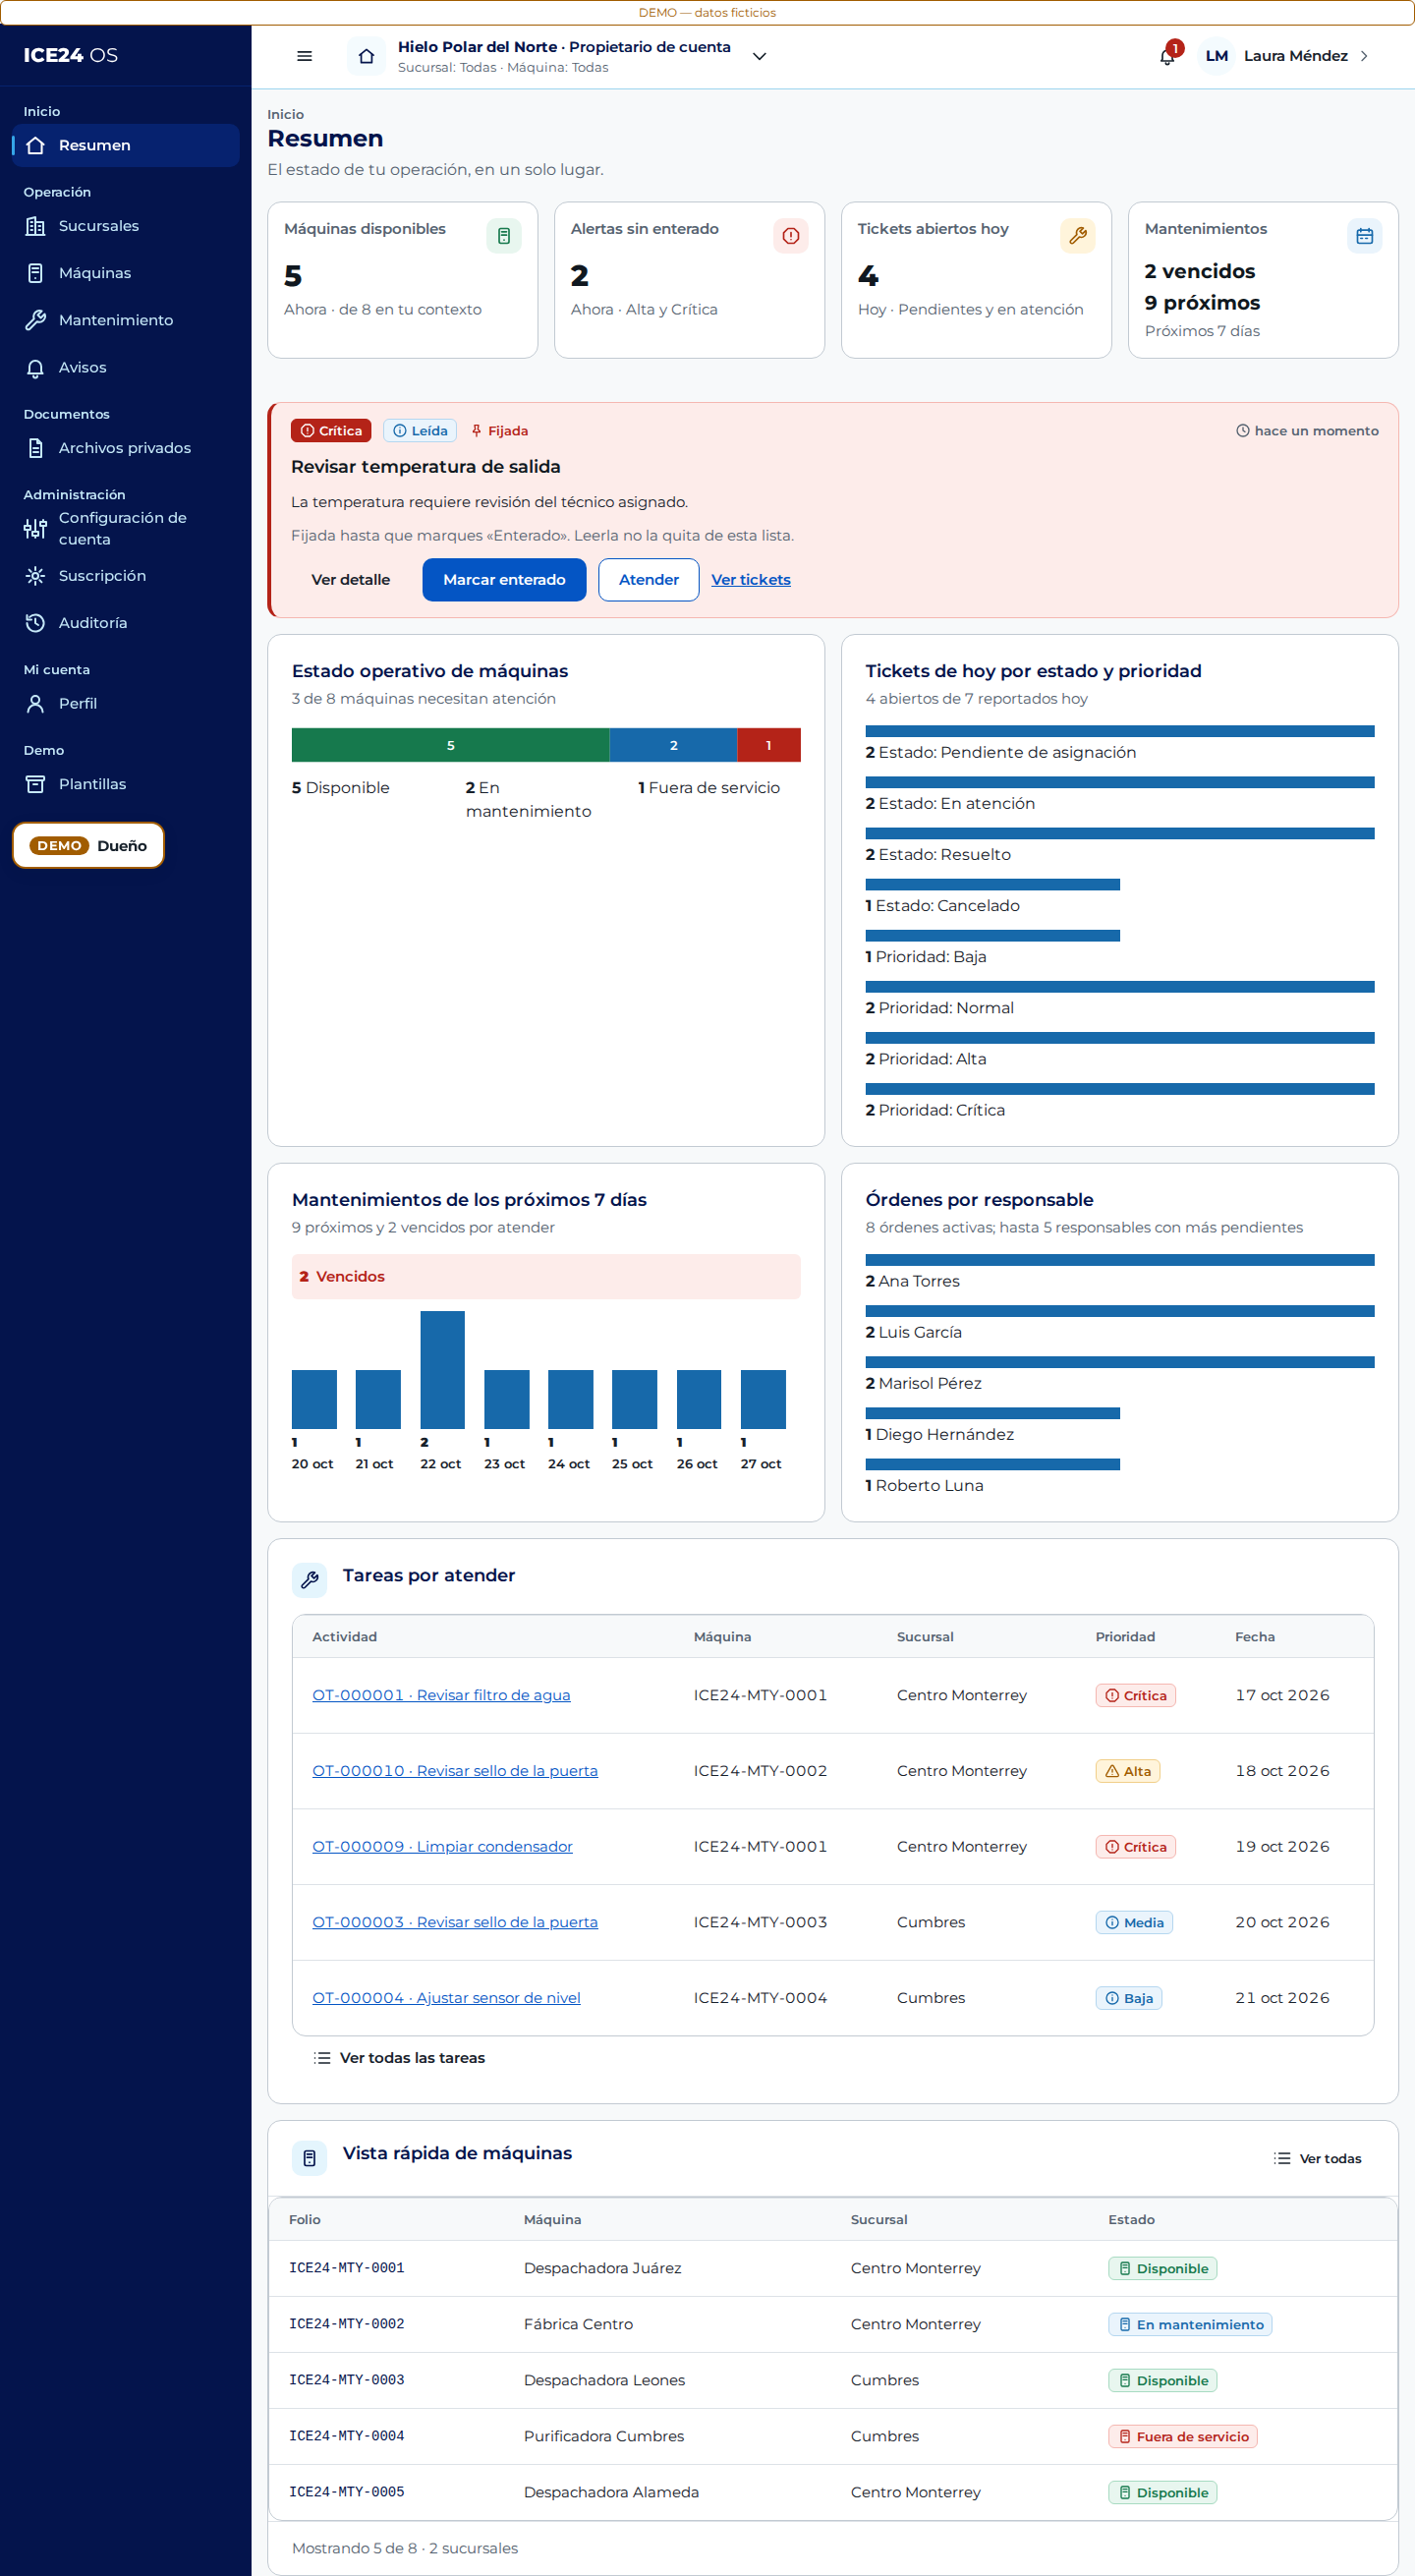 DEMO — datos ficticios
ICE24 OS
Inicio
Resumen
Operación
Sucursales
Máquinas
Mantenimiento
Avisos
Documentos
Archivos privados
Administración
Configuración de
cuenta
Suscripción
Auditoría
Mi cuenta
Perfil
Demo
Plantillas
DEMO Dueño
Hielo Polar del Norte · Propietario de cuenta
Sucursal: Todas · Máquina: Todas
1
LM Laura Méndez
Inicio
Resumen
El estado de tu operación, en un solo lugar.
Máquinas disponibles
5
Ahora · de 8 en tu contexto
Alertas sin enterado
2
Ahora · Alta y Crítica
Tickets abiertos hoy
4
Hoy · Pendientes y en atención
Mantenimientos
2 vencidos
9 próximos
Próximos 7 días
Crítica Leída Fijada hace un momento
Revisar temperatura de salida
La temperatura requiere revisión del técnico asignado.
Fijada hasta que marques «Enterado». Leerla no la quita de esta lista.
Ver detalle Marcar enterado Atender Ver tickets
Estado operativo de máquinas
3 de 8 máquinas necesitan atención
5 2 1
5 Disponible
2 En
mantenimiento
1 Fuera de servicio
Tickets de hoy por estado y prioridad
4 abiertos de 7 reportados hoy
2 Estado: Pendiente de asignación
2 Estado: En atención
2 Estado: Resuelto
1 Estado: Cancelado
1 Prioridad: Baja
2 Prioridad: Normal
2 Prioridad: Alta
2 Prioridad: Crítica
Mantenimientos de los próximos 7 días
9 próximos y 2 vencidos por atender
2 Vencidos
1 1 2 1 1 1 1 1
20 oct 21 oct 22 oct 23 oct 24 oct 25 oct 26 oct 27 oct
Órdenes por responsable
8 órdenes activas; hasta 5 responsables con más pendientes
2 Ana Torres
2 Luis García
2 Marisol Pérez
1 Diego Hernández
1 Roberto Luna
Tareas por atender
Actividad Máquina Sucursal Prioridad Fecha
OT-000001 · Revisar filtro de agua ICE24-MTY-0001 Centro Monterrey Crítica 17 oct 2026
OT-000010 · Revisar sello de la puerta ICE24-MTY-0002 Centro Monterrey Alta 18 oct 2026
OT-000009 · Limpiar condensador ICE24-MTY-0001 Centro Monterrey Crítica 19 oct 2026
OT-000003 · Revisar sello de la puerta ICE24-MTY-0003 Cumbres Media 20 oct 2026
OT-000004 · Ajustar sensor de nivel ICE24-MTY-0004 Cumbres Baja 21 oct 2026
Ver todas las tareas
Vista rápida de máquinas Ver todas
Folio Máquina Sucursal Estado
ICE24-MTY-0001 Despachadora Juárez Centro Monterrey Disponible
ICE24-MTY-0002 Fábrica Centro Centro Monterrey En mantenimiento
ICE24-MTY-0003 Despachadora Leones Cumbres Disponible
ICE24-MTY-0004 Purificadora Cumbres Cumbres Fuera de servicio
ICE24-MTY-0005 Despachadora Alameda Centro Monterrey Disponible
Mostrando 5 de 8 · 2 sucursales